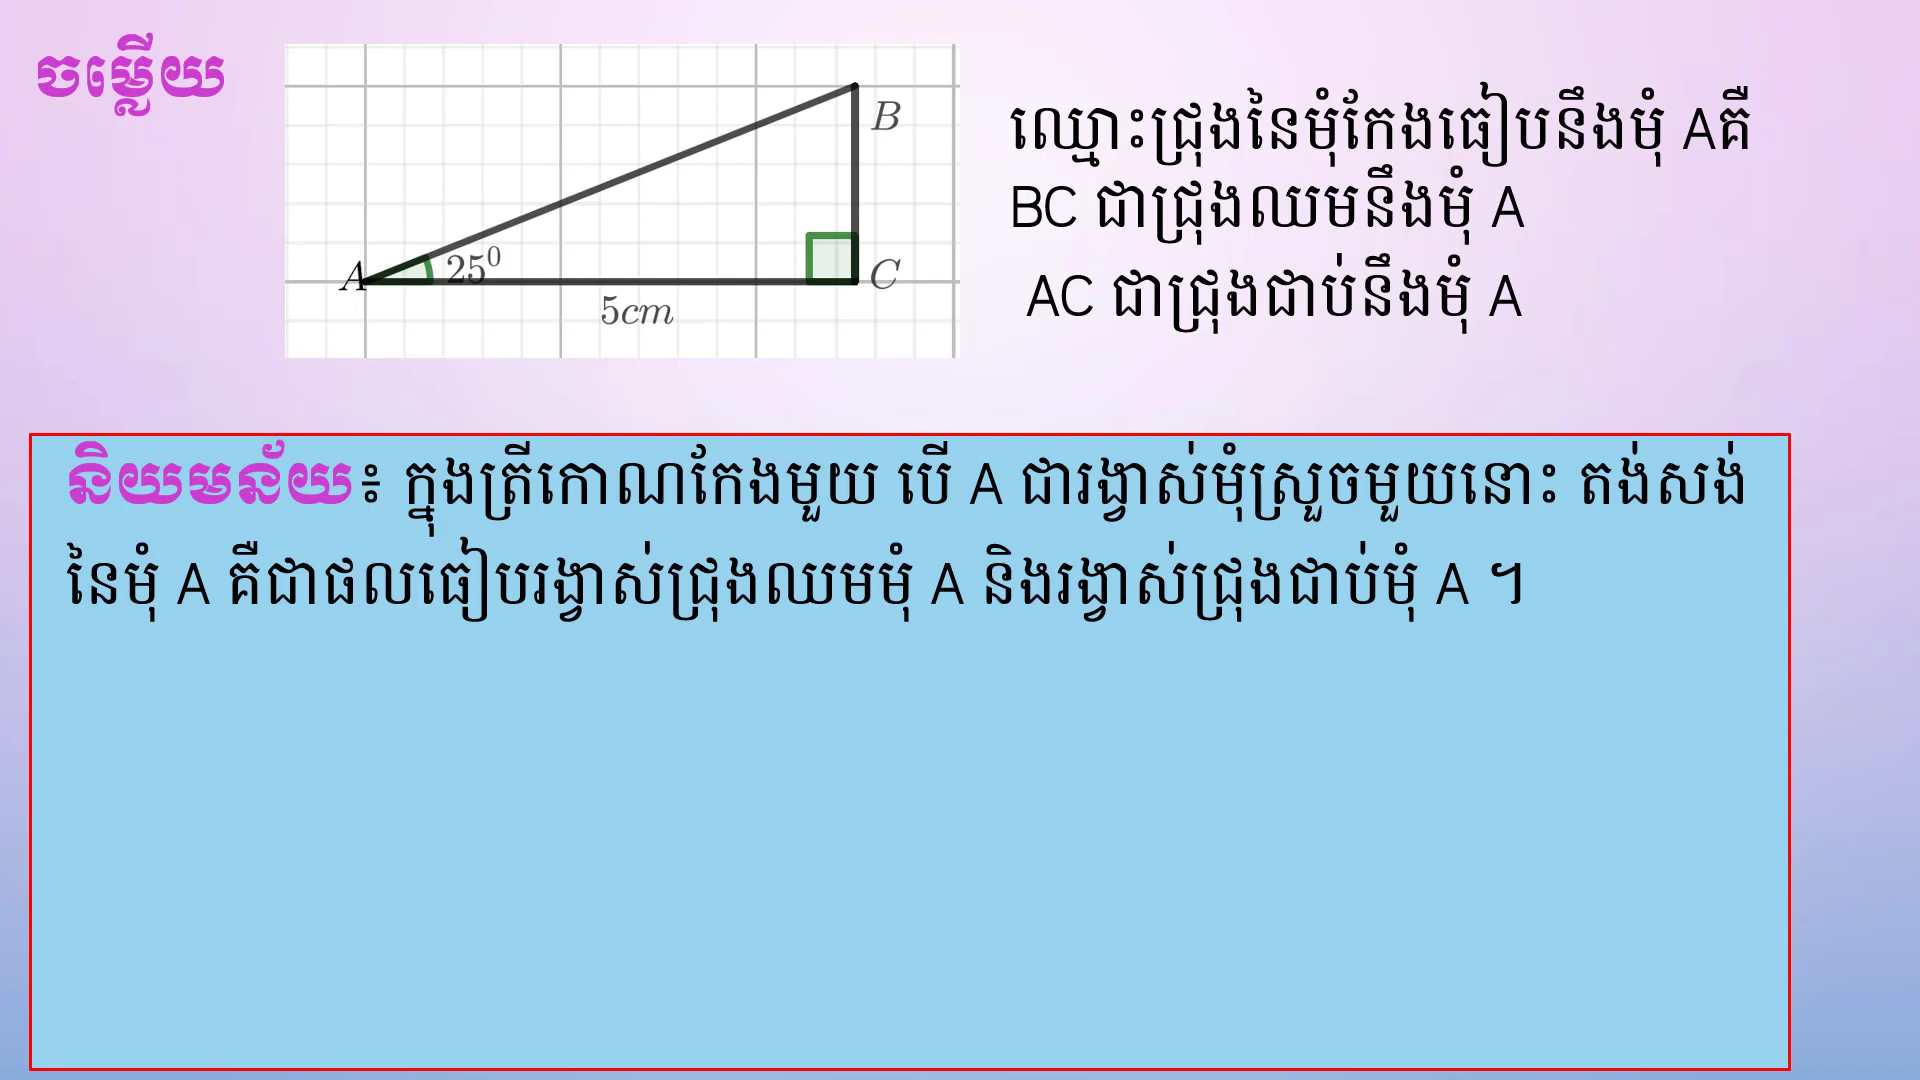 ចម្លើយ
B
A
25⁰
C
5cm
ឈ្មោះជ្រុងនៃមុំកែងធៀបនឹងមុំ Aគឺ
BC ជាជ្រុងឈមនឹងមុំ A
AC ជាជ្រុងជាប់នឹងមុំ A
និយមន័យ៖ ក្នុងត្រីកោណកែងមួយ បើ A ជារង្វាស់មុំស្រួចមួយនោះ តង់សង់
នៃមុំ A គឺជាផលធៀបរង្វាស់ជ្រុងឈមមុំ A និងរង្វាស់ជ្រុងជាប់មុំ A ។